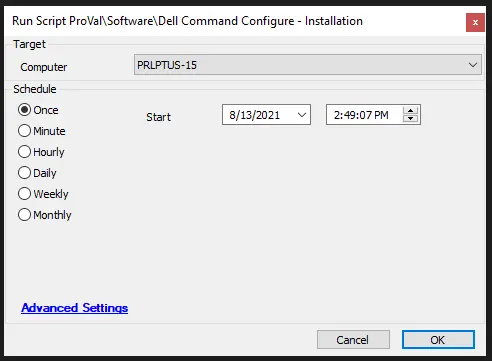 Run Script ProVal\Software\Dell Command Configure - Installation
x
Target
Computer PRLPTUS-15
Schedule
Once Start 8/13/2021 2:49:07 PM
Minute
Hourly
Daily
Weekly
Monthly
Advanced Settings
Cancel OK